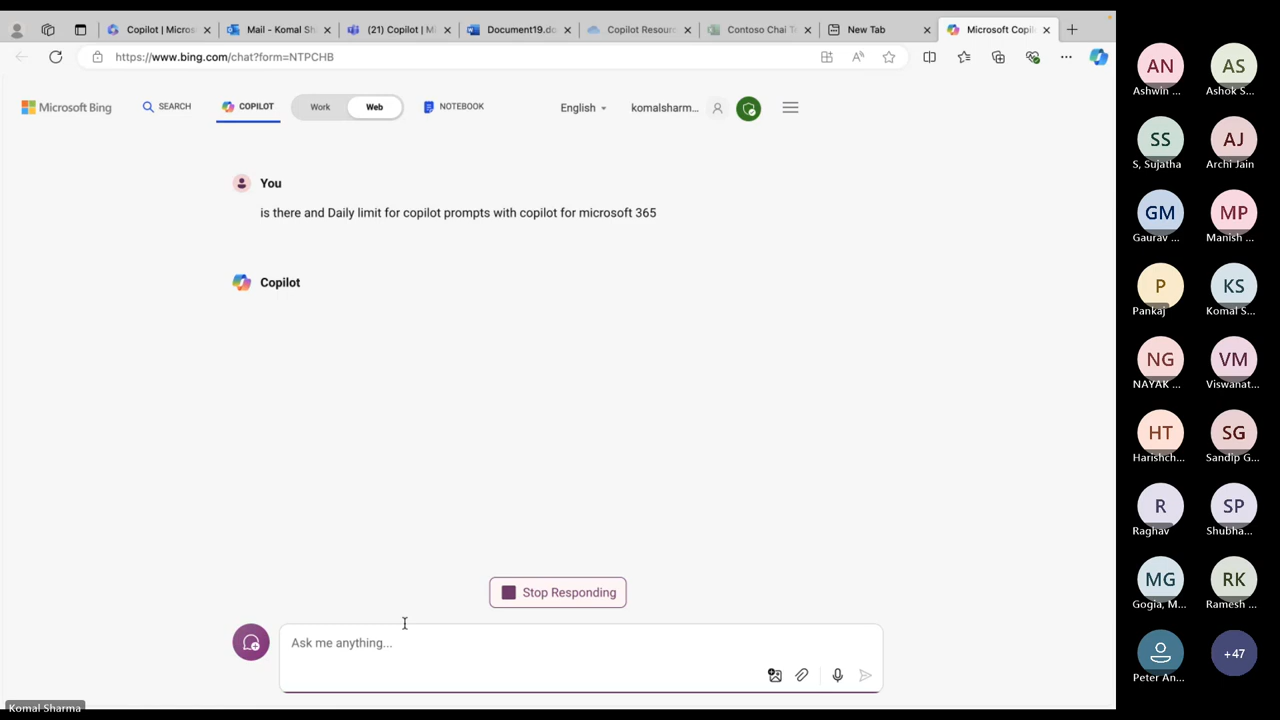 Copilot | Micros
Mail - Komal Sh
(21) Copilot | M
Document19.do
Copilot Resour
Contoso Chai T
New Tab
Microsoft Copil
https://www.bing.com/chat?form=NTPCHB
Microsoft Bing
SEARCH
COPILOT
Work
Web
NOTEBOOK
English
komalsharm...
You
is there and Daily limit for copilot prompts with copilot for microsoft 365
Copilot
Stop Responding
Ask me anything...
Komal Sharma
AN
AS
Ashwin ...
Ashok S...
SS
AJ
S, Sujatha
Archi Jain
GM
MP
Gaurav ...
Manish ...
P
KS
Pankaj
Komal S...
NG
VM
NAYAK ...
Viswanat...
HT
SG
Harishch...
Sandip G...
R
SP
Raghav
Shubha...
MG
RK
Gogia, M...
Ramesh ...
+47
Peter An...